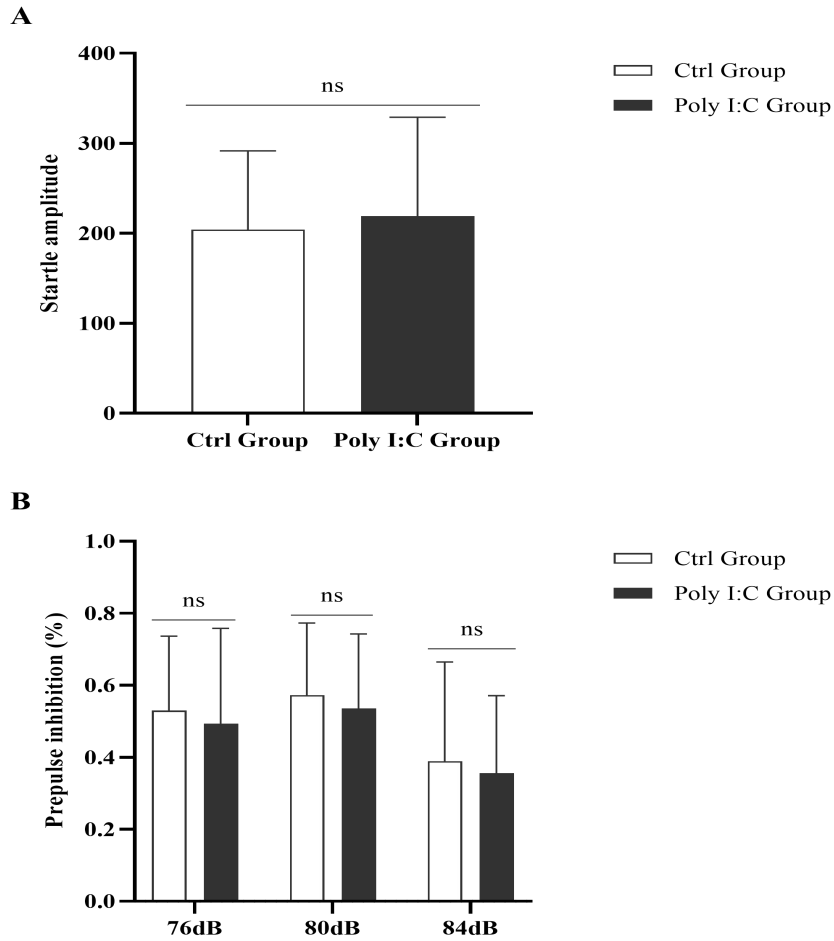 A
Startle amplitude
400
300
200
100
0
ns
Ctrl Group
Poly I:C Group
Ctrl Group
Poly I:C Group
B
Prepulse inhibition (%)
1.0
0.8
0.6
0.4
0.2
0.0
ns
ns
ns
76dB
80dB
84dB
Ctrl Group
Poly I:C Group